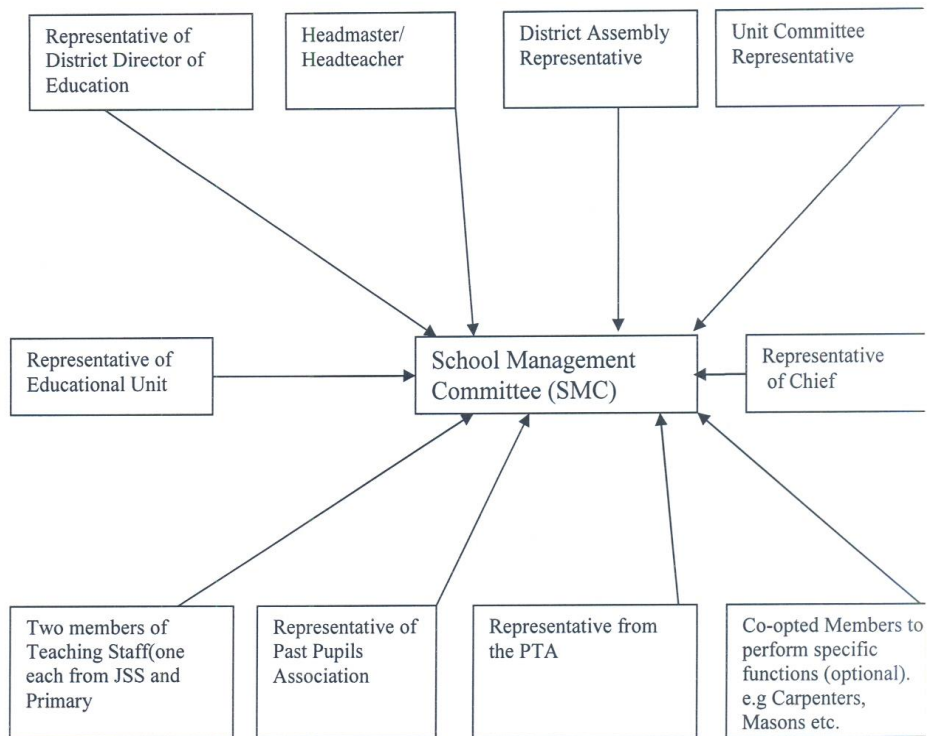 Representative of
District Director of
Education
Headmaster/
Headteacher
District Assembly
Representative
Unit Committee
Representative
Representative of
Educational Unit
School Management
Committee (SMC)
Representative
of Chief
Two members of
Teaching Staff(one
each from JSS and
Primary
Representative of
Past Pupils
Association
Representative from
the PTA
Co-opted Members to
perform specific
functions (optional).
e.g Carpenters,
Masons etc.